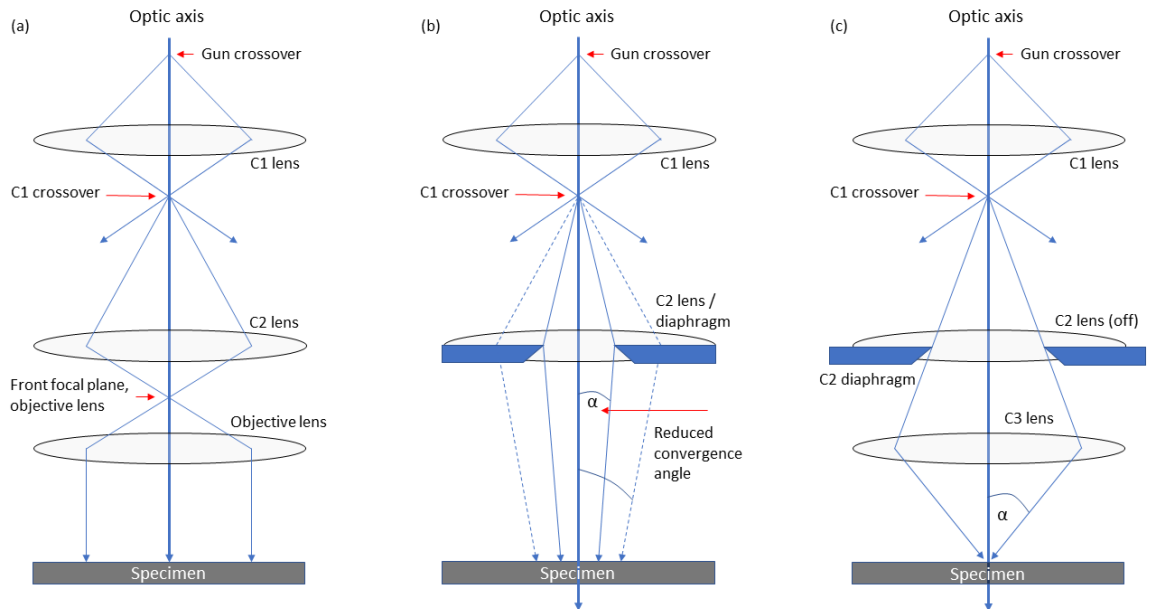 (a)
Optic axis
Gun crossover
C1 lens
C1 crossover
C2 lens
Front focal plane,
objective lens
Objective lens
Specimen
(b)
Optic axis
Gun crossover
C1 lens
C1 crossover
C2 lens /
diaphragm
α
Reduced
convergence
angle
Specimen
(c)
Optic axis
Gun crossover
C1 lens
C1 crossover
C2 lens (off)
C2 diaphragm
C3 lens
α
Specimen